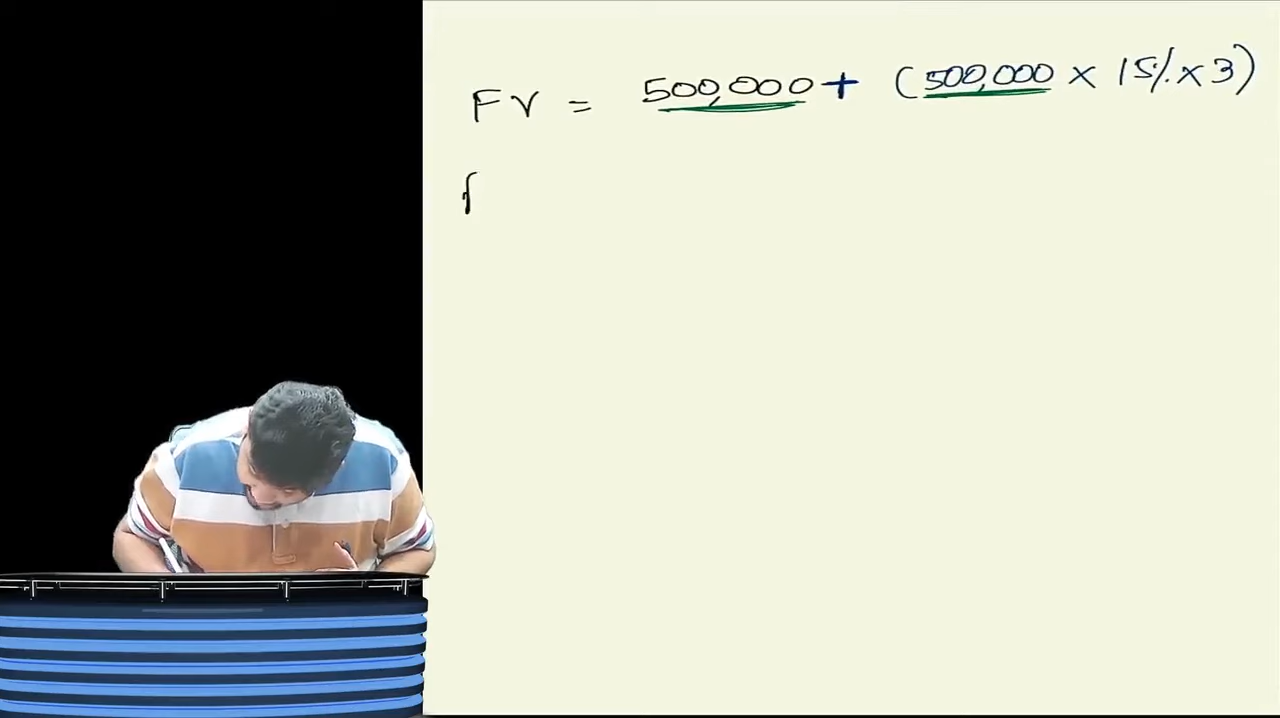 FV = 500,000 + (500,000 × 15% × 3)